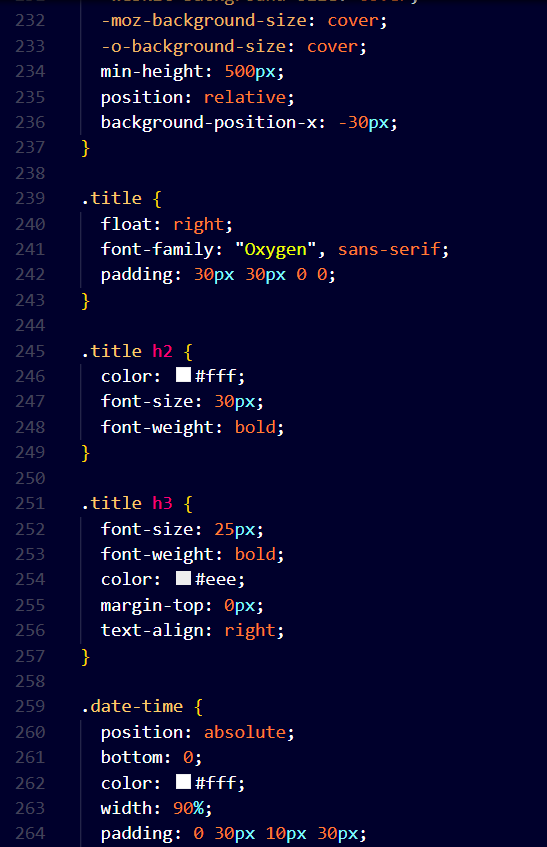 232 -moz-background-size: cover;
233 -o-background-size: cover;
234 min-height: 500px;
235 position: relative;
236 background-position-x: -30px;
237 }
238
239 .title {
240 float: right;
241 font-family: "Oxygen", sans-serif;
242 padding: 30px 30px 0 0;
243 }
244
245 .title h2 {
246 color: #fff;
247 font-size: 30px;
248 font-weight: bold;
249 }
250
251 .title h3 {
252 font-size: 25px;
253 font-weight: bold;
254 color: #eee;
255 margin-top: 0px;
256 text-align: right;
257 }
258
259 .date-time {
260 position: absolute;
261 bottom: 0;
262 color: #fff;
263 width: 90%;
264 padding: 0 30px 10px 30px;